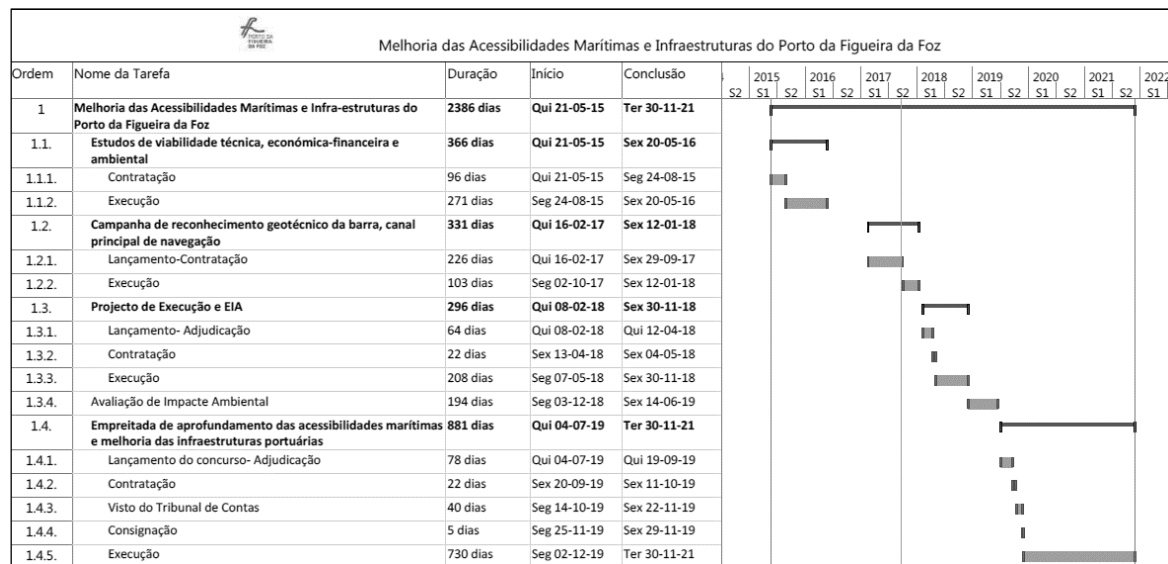 PORTO DA
FIGUEIRA
DA FOZ
Melhoria das Acessibilidades Marítimas e Infraestruturas do Porto da Figueira da Foz
Ordem Nome da Tarefa Duração Início Conclusão 2015 2016 2017 2018 2019 2020 2021 2022
S2 S1 S2 S1 S2 S1 S2 S1 S2 S1 S2 S1 S2 S1 S2 S1
1 Melhoria das Acessibilidades Marítimas e Infra-estruturas do 2386 dias Qui 21-05-15 Ter 30-11-21
Porto da Figueira da Foz
1.1. Estudos de viabilidade técnica, económica-financeira e 366 dias Qui 21-05-15 Sex 20-05-16
ambiental
1.1.1. Contratação 96 dias Qui 21-05-15 Seg 24-08-15
1.1.2. Execução 271 dias Seg 24-08-15 Sex 20-05-16
1.2. Campanha de reconhecimento geotécnico da barra, canal 331 dias Qui 16-02-17 Sex 12-01-18
principal de navegação
1.2.1. Lançamento-Contratação 226 dias Qui 16-02-17 Sex 29-09-17
1.2.2. Execução 103 dias Seg 02-10-17 Sex 12-01-18
1.3. Projecto de Execução e EIA 296 dias Qui 08-02-18 Sex 30-11-18
1.3.1. Lançamento- Adjudicação 64 dias Qui 08-02-18 Qui 12-04-18
1.3.2. Contratação 22 dias Sex 13-04-18 Sex 04-05-18
1.3.3. Execução 208 dias Seg 07-05-18 Sex 30-11-18
1.3.4. Avaliação de Impacte Ambiental 194 dias Seg 03-12-18 Sex 14-06-19
1.4. Empreitada de aprofundamento das acessibilidades marítimas 881 dias Qui 04-07-19 Ter 30-11-21
e melhoria das infraestruturas portuárias
1.4.1. Lançamento do concurso- Adjudicação 78 dias Qui 04-07-19 Qui 19-09-19
1.4.2. Contratação 22 dias Sex 20-09-19 Sex 11-10-19
1.4.3. Visto do Tribunal de Contas 40 dias Seg 14-10-19 Sex 22-11-19
1.4.4. Consignação 5 dias Seg 25-11-19 Sex 29-11-19
1.4.5. Execução 730 dias Seg 02-12-19 Ter 30-11-21